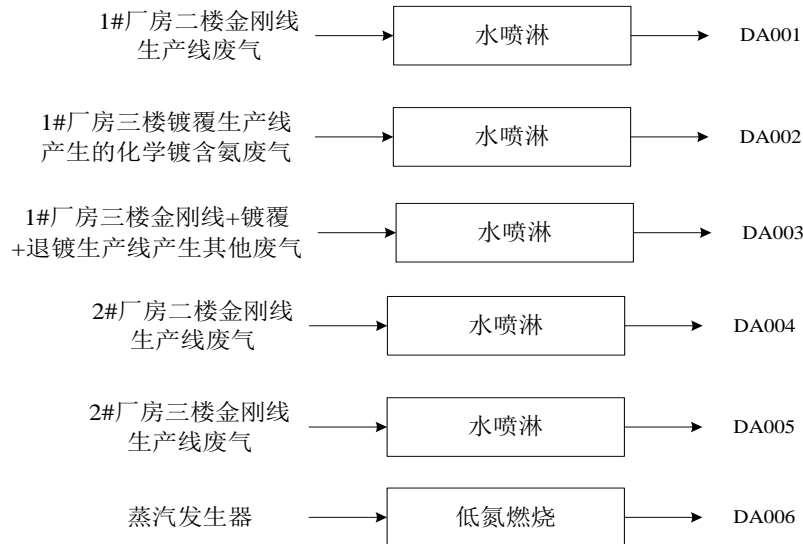 1#厂房二楼金刚线
生产线废气
水喷淋
DA001
1#厂房三楼镀覆生产线
产生的化学镀含氨废气
水喷淋
DA002
1#厂房三楼金刚线+镀覆
+退镀生产线产生其他废气
水喷淋
DA003
2#厂房二楼金刚线
生产线废气
水喷淋
DA004
2#厂房三楼金刚线
生产线废气
水喷淋
DA005
蒸汽发生器
低氮燃烧
DA006